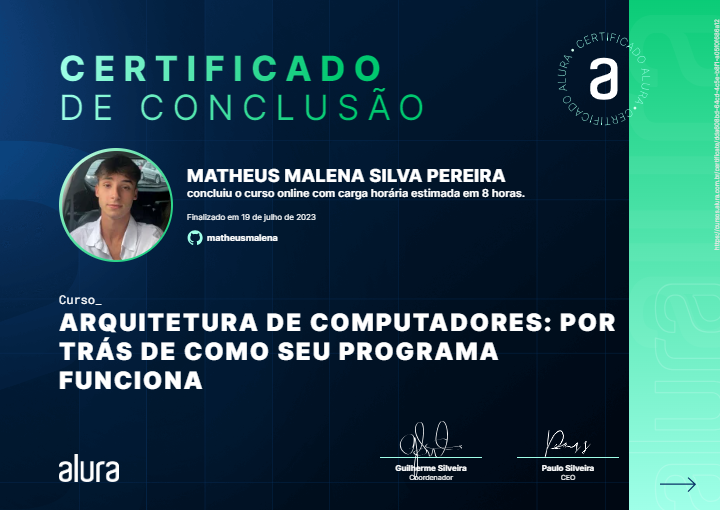 CERTIFICADO
DE CONCLUSÃO
• CERTIFICADO ALURA • CERTIFICADO ALURA
a
MATHEUS MALENA SILVA PEREIRA
concluiu o curso online com carga horária estimada em 8 horas.
Finalizado em 19 de julho de 2023
matheusmalena
Curso_
ARQUITETURA DE COMPUTADORES: POR
TRÁS DE COMO SEU PROGRAMA
FUNCIONA
alura
Guilherme Silveira
Coordenador
Paulo Silveira
CEO
alura